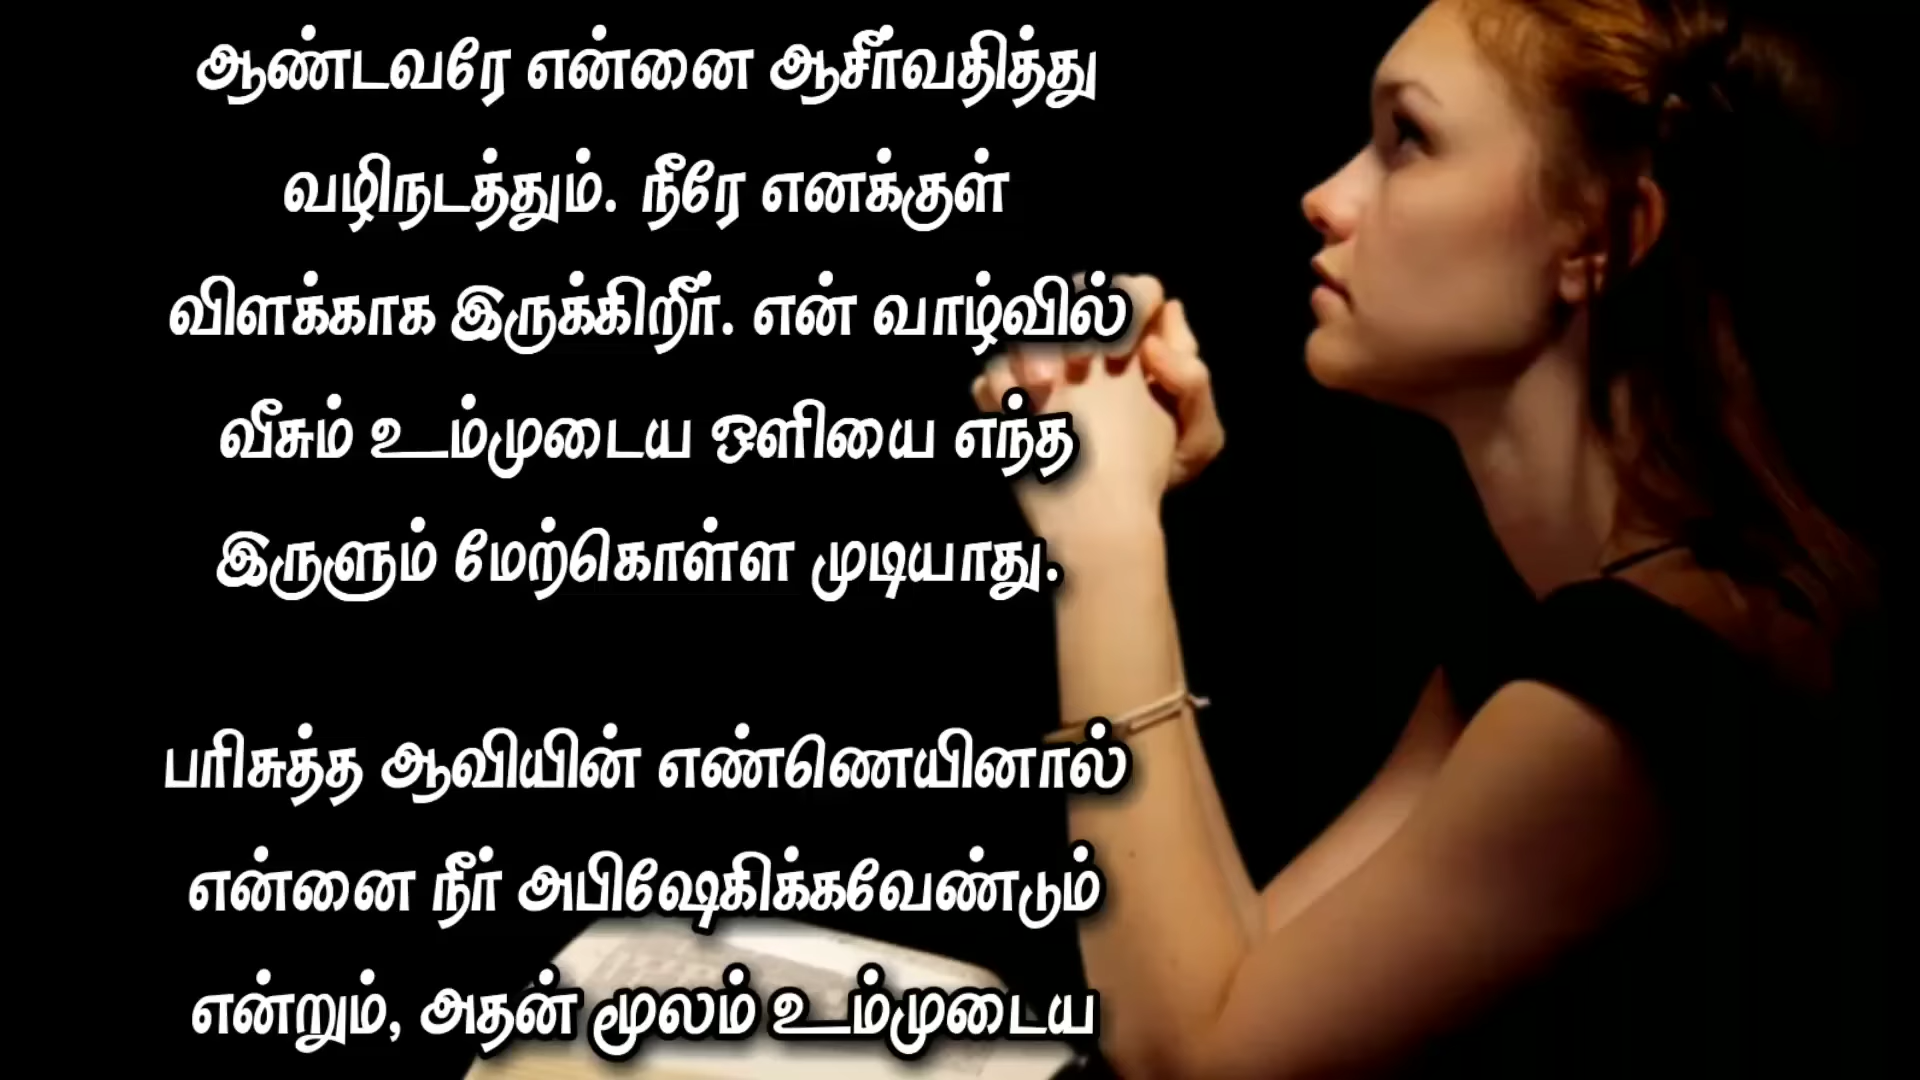 ஆண்டவரே என்னை ஆசீர்வதித்து
வழிநடத்தும். நீரே எனக்குள்
விளக்காக இருக்கிறீர். என் வாழ்வில்
வீசும் உம்முடைய ஒளியை எந்த
இருளும் மேற்கொள்ள முடியாது.
பரிசுத்த ஆவியின் எண்ணெயினால்
என்னை நீர் அபிஷேகிக்கவேண்டும்
என்றும், அதன் மூலம் உம்முடைய